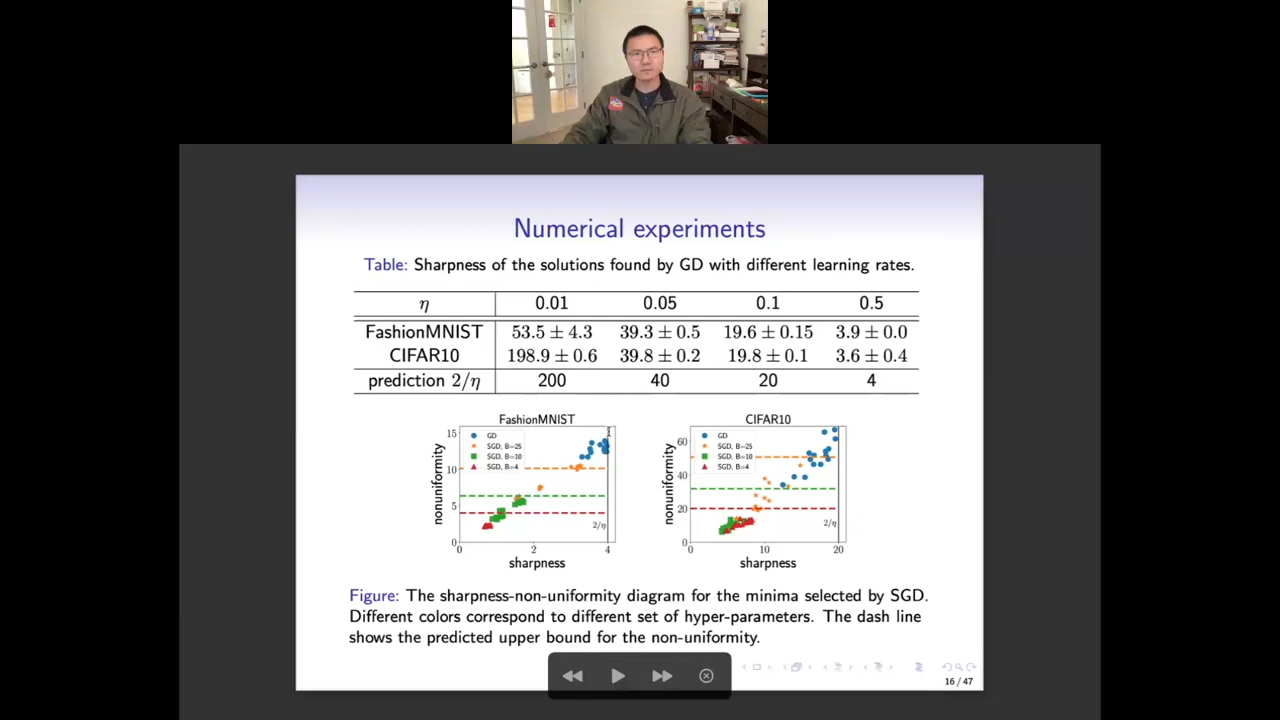 Numerical experiments
Table: Sharpness of the solutions found by GD with different learning rates.
η 0.01 0.05 0.1 0.5
FashionMNIST 53.5 ± 4.3 39.3 ± 0.5 19.6 ± 0.15 3.9 ± 0.0
CIFAR10 198.9 ± 0.6 39.8 ± 0.2 19.8 ± 0.1 3.6 ± 0.4
prediction 2/η 200 40 20 4
FashionMNIST
nonuniformity
15
10
5
0
GD
SGD, B=25
SGD, B=10
SGD, B=4
2/η
0 2 4
sharpness
CIFAR10
nonuniformity
60
40
20
0
GD
SGD, B=25
SGD, B=10
SGD, B=4
2/η
0 10 20
sharpness
Figure: The sharpness-non-uniformity diagram for the minima selected by SGD.
Different colors correspond to different set of hyper-parameters. The dash line
shows the predicted upper bound for the non-uniformity.
16 / 47